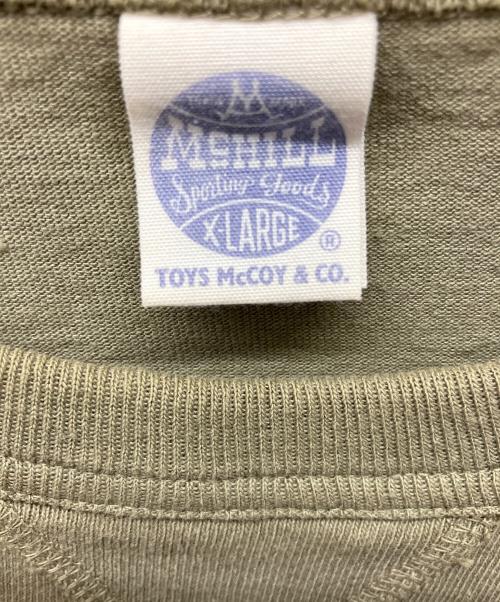 McHILL
Sporting Goods
X-LARGE
®
TOYS McCOY & CO.